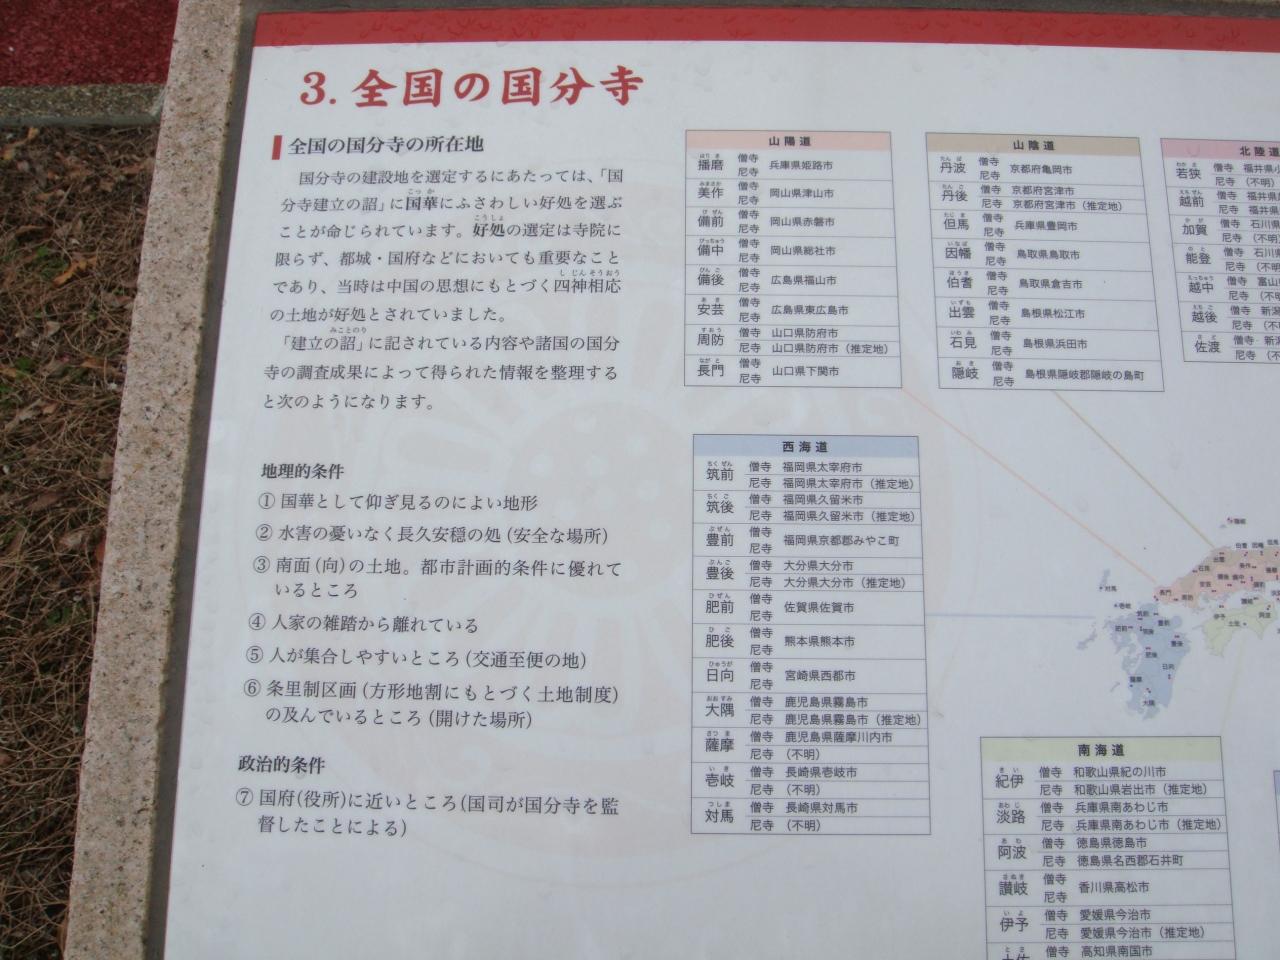 3. 全国の国分寺
全国の国分寺の所在地
国分寺の建設地を選定するにあたっては、「国
分寺建立の詔」に国華にふさわしい好処を選ぶ
ことが命じられています。好処の選定は寺院に
限らず、都城・国府などにおいても重要なこと
であり、当時は中国の思想にもとづく四神相応
の土地が好処とされていました。
「建立の詔」に記されている内容や諸国の国分
寺の調査成果によって得られた情報を整理する
と次のようになります。
地理的条件
① 国華として仰ぎ見るのによい地形
② 水害の憂いなく長久安穏の処(安全な場所)
③ 南面(向)の土地。都市計画的条件に優れて
いるところ
④ 人家の雑踏から離れている
⑤ 人が集合しやすいところ(交通至便の地)
⑥ 条里制区画(方形地割にもとづく土地制度)
の及んでいるところ(開けた場所)
政治的条件
⑦ 国府(役所)に近いところ(国司が国分寺を監
督したことによる)
山陽道
播磨 僧寺 尼寺 兵庫県姫路市
美作 僧寺 尼寺 岡山県津山市
備前 僧寺 尼寺 岡山県赤磐市
備中 僧寺 尼寺 岡山県総社市
備後 僧寺 尼寺 広島県福山市
安芸 僧寺 尼寺 広島県東広島市
周防 僧寺 山口県防府市
尼寺 山口県防府市(推定地)
長門 僧寺 尼寺 山口県下関市
山陰道
丹波 僧寺 尼寺 京都府亀岡市
丹後 僧寺 京都府宮津市
尼寺 京都府宮津市(推定地)
但馬 僧寺 尼寺 兵庫県豊岡市
因幡 僧寺 尼寺 鳥取県鳥取市
伯耆 僧寺 尼寺 鳥取県倉吉市
出雲 僧寺 尼寺 島根県松江市
石見 僧寺 尼寺 島根県浜田市
隠岐 僧寺 尼寺 島根県隠岐郡隠岐の島町
北陸道
若狭 僧寺 福井県小
尼寺 (不明)
越前 僧寺 福井県
尼寺 福井県
加賀 僧寺 石川県
尼寺 (不明
能登 僧寺 石川県
尼寺 (不明
越中 僧寺 富山
尼寺 (不
越後 僧寺 新潟
尼寺 (不
佐渡 僧寺 新潟
尼寺 (不
西海道
筑前 僧寺 福岡県太宰府市
尼寺 福岡県太宰府市(推定地)
筑後 僧寺 福岡県久留米市
尼寺 福岡県久留米市(推定地)
豊前 僧寺 尼寺 福岡県京都郡みやこ町
豊後 僧寺 大分県大分市
尼寺 大分県大分市(推定地)
肥前 僧寺 尼寺 佐賀県佐賀市
肥後 僧寺 尼寺 熊本県熊本市
日向 僧寺 尼寺 宮崎県西都市
大隅 僧寺 鹿児島県霧島市
尼寺 鹿児島県霧島市(推定地)
薩摩 僧寺 鹿児島県薩摩川内市
尼寺 (不明)
壱岐 僧寺 長崎県壱岐市
尼寺 (不明)
対馬 僧寺 長崎県対馬市
尼寺 (不明)
南海道
紀伊 僧寺 和歌山県紀の川市
尼寺 和歌山県岩出市(推定地)
淡路 僧寺 兵庫県南あわじ市
尼寺 兵庫県南あわじ市(推定地)
阿波 僧寺 徳島県徳島市
尼寺 徳島県名西郡石井町
讃岐 僧寺 尼寺 香川県高松市
伊予 僧寺 愛媛県今治市
尼寺 愛媛県今治市(推定地)
土佐 僧寺 高知県南国市